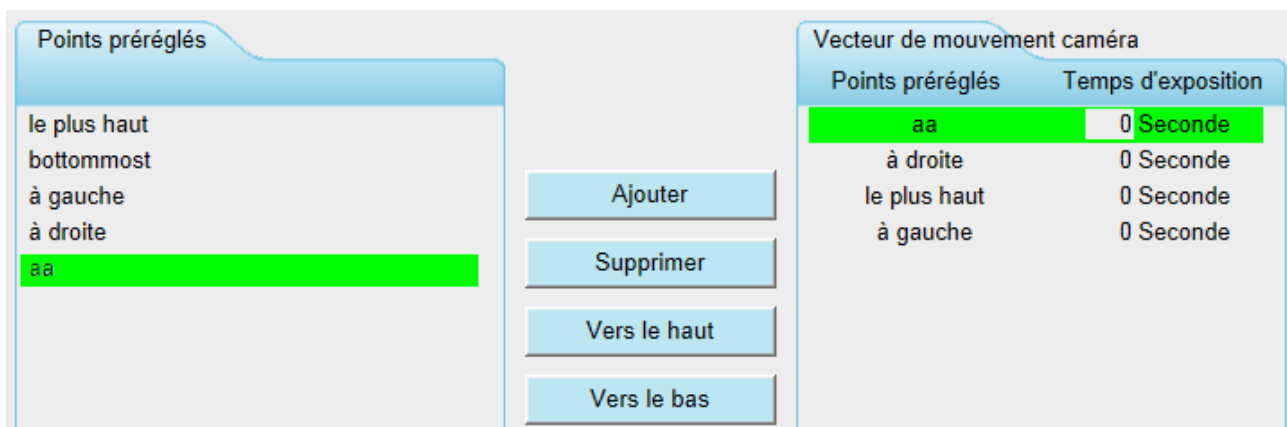 Points préréglés
le plus haut
bottommost
à gauche
à droite
aa
Ajouter
Supprimer
Vers le haut
Vers le bas
Vecteur de mouvement caméra
Points préréglés Temps d'exposition
aa 0 Seconde
à droite 0 Seconde
le plus haut 0 Seconde
à gauche 0 Seconde